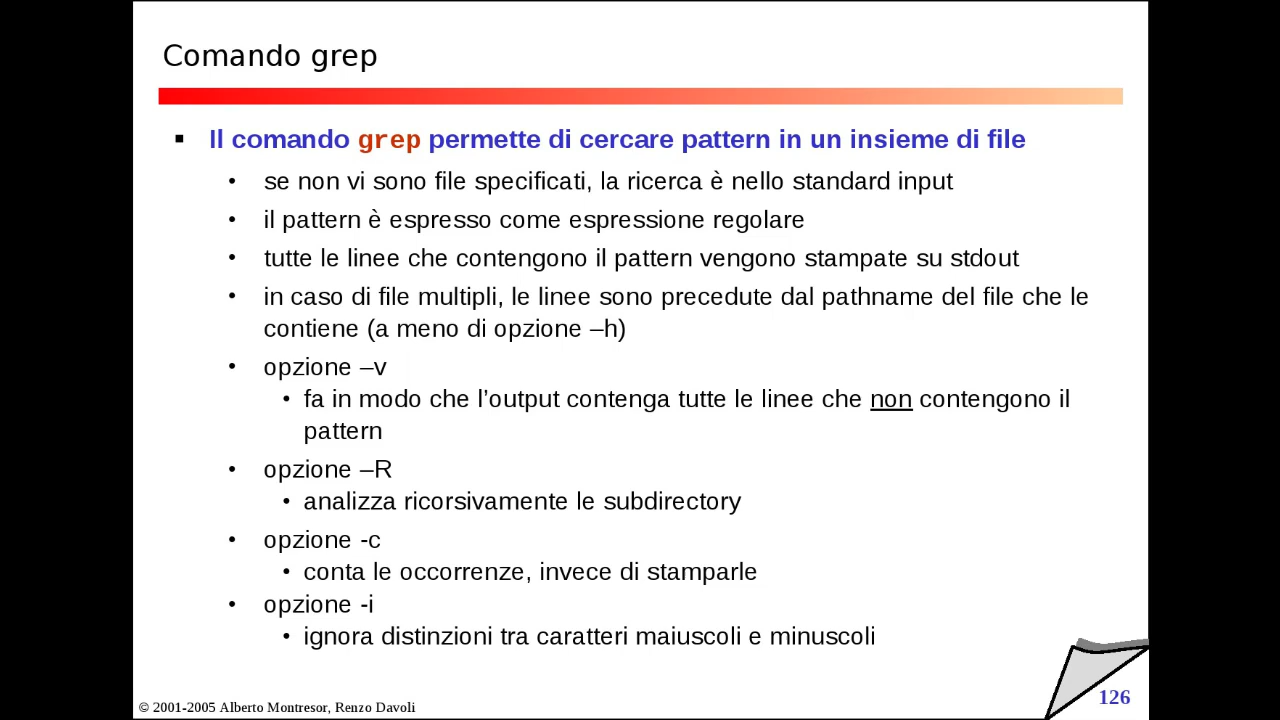 Comando grep
▪ Il comando grep permette di cercare pattern in un insieme di file
• se non vi sono file specificati, la ricerca è nello standard input
• il pattern è espresso come espressione regolare
• tutte le linee che contengono il pattern vengono stampate su stdout
• in caso di file multipli, le linee sono precedute dal pathname del file che le
contiene (a meno di opzione –h)
• opzione –v
• fa in modo che l’output contenga tutte le linee che non contengono il
pattern
• opzione –R
• analizza ricorsivamente le subdirectory
• opzione -c
• conta le occorrenze, invece di stamparle
• opzione -i
• ignora distinzioni tra caratteri maiuscoli e minuscoli
© 2001-2005 Alberto Montresor, Renzo Davoli
126